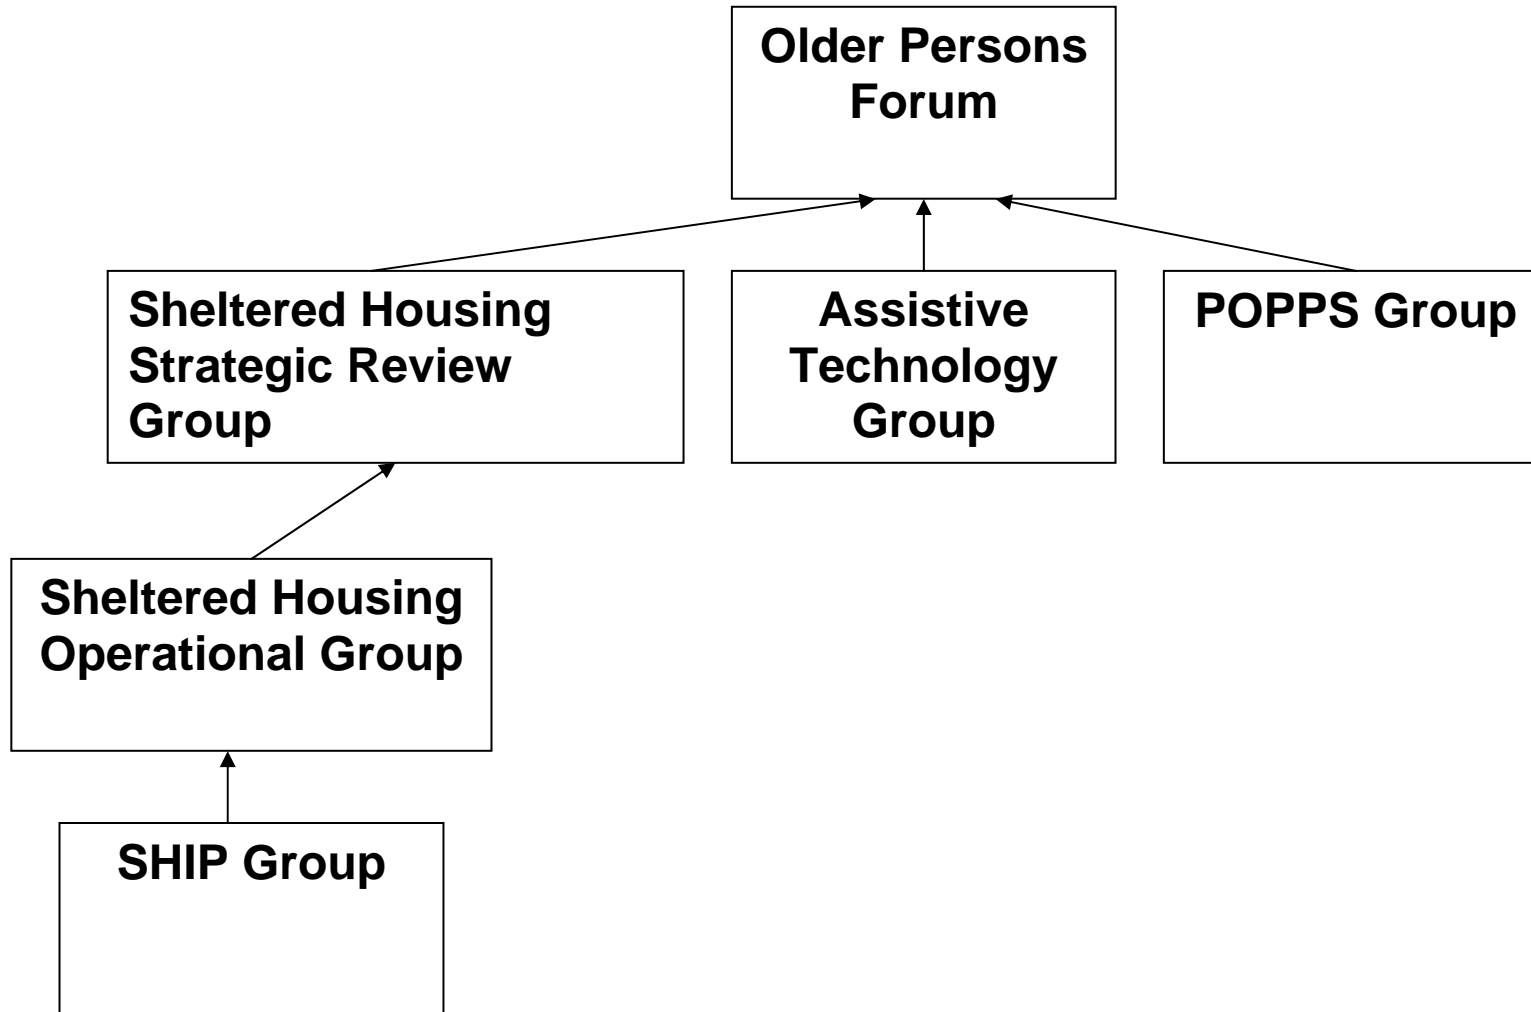 Older Persons
Forum
Sheltered Housing
Strategic Review
Group
Assistive
Technology
Group
POPPS Group
Sheltered Housing
Operational Group
SHIP Group